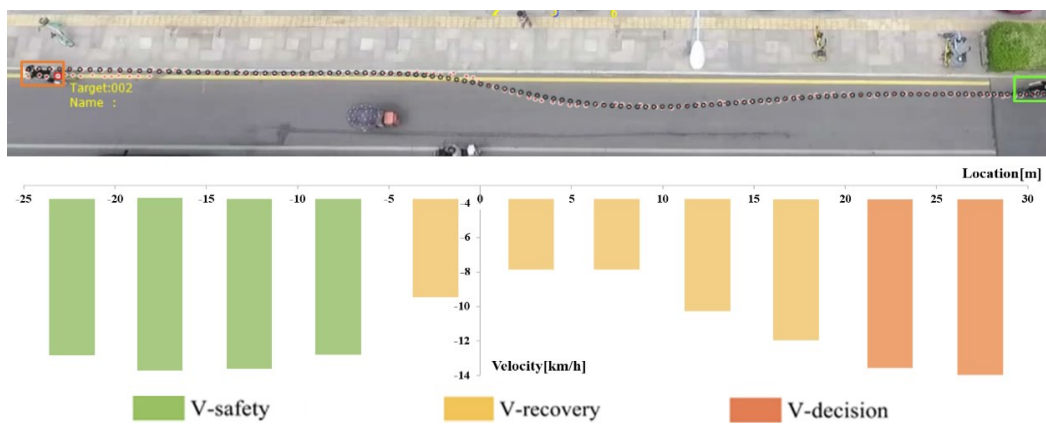 Target:002
Name :
Location[m]
-25 -20 -15 -10 -5 0 5 10 15 20 25 30
-4
-6
-8
-10
-12
-14
Velocity[km/h]
V-safety V-recovery V-decision